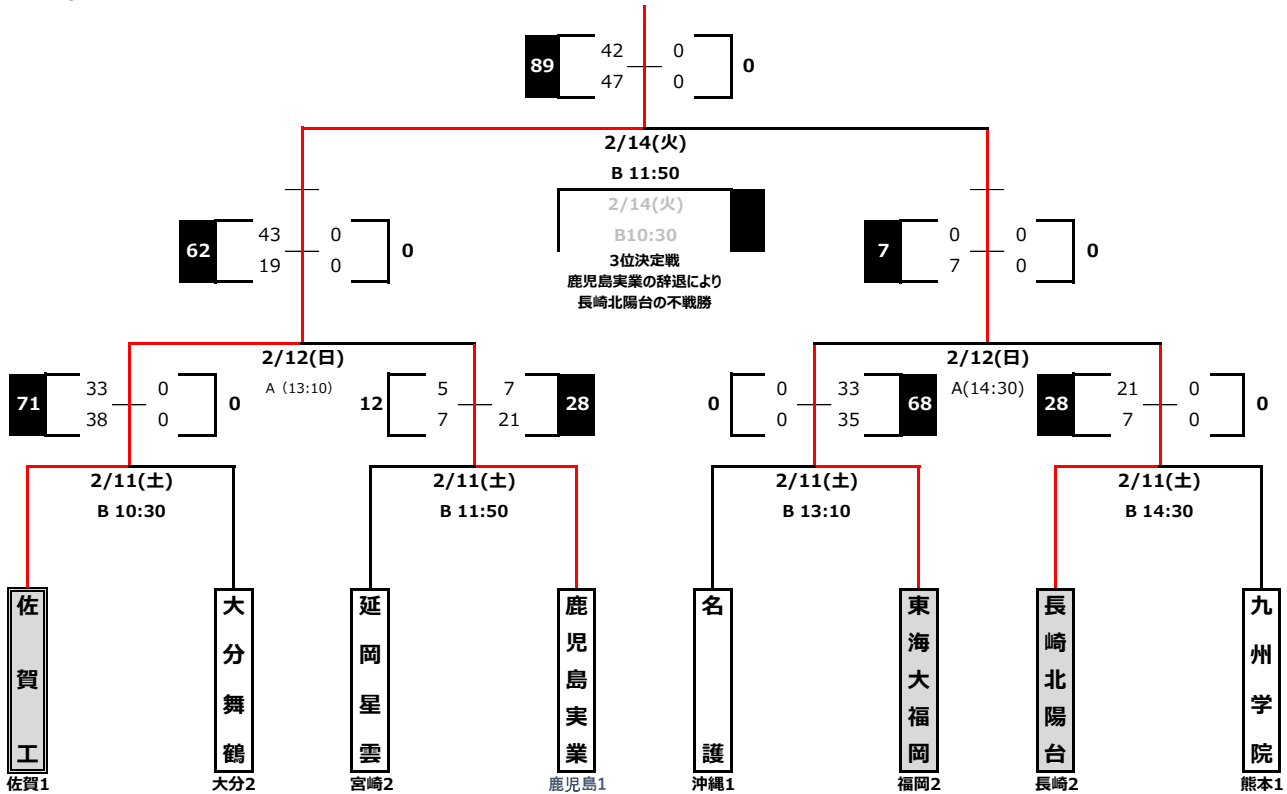 89
42
0
47
0
0
2/14(火)
B 11:50
2/14(火)
B10:30
3位決定戦
鹿児島実業の辞退により
長崎北陽台の不戦勝
62
43
0
19
0
0
7
0
0
7
0
0
2/12(日)
A（13:10）
2/12(日)
A(14:30)
71
33
0
38
0
0
12
5
7
7
21
28
0
0
33
0
35
68
28
21
0
7
0
0
2/11(土)
B 10:30
2/11(土)
B 11:50
2/11(土)
B 13:10
2/11(土)
B 14:30
佐賀工
大分舞鶴
延岡星雲
鹿児島実業
名護
東海大福岡
長崎北陽台
九州学院
佐賀1
大分2
宮崎2
鹿児島1
沖縄1
福岡2
長崎2
熊本1